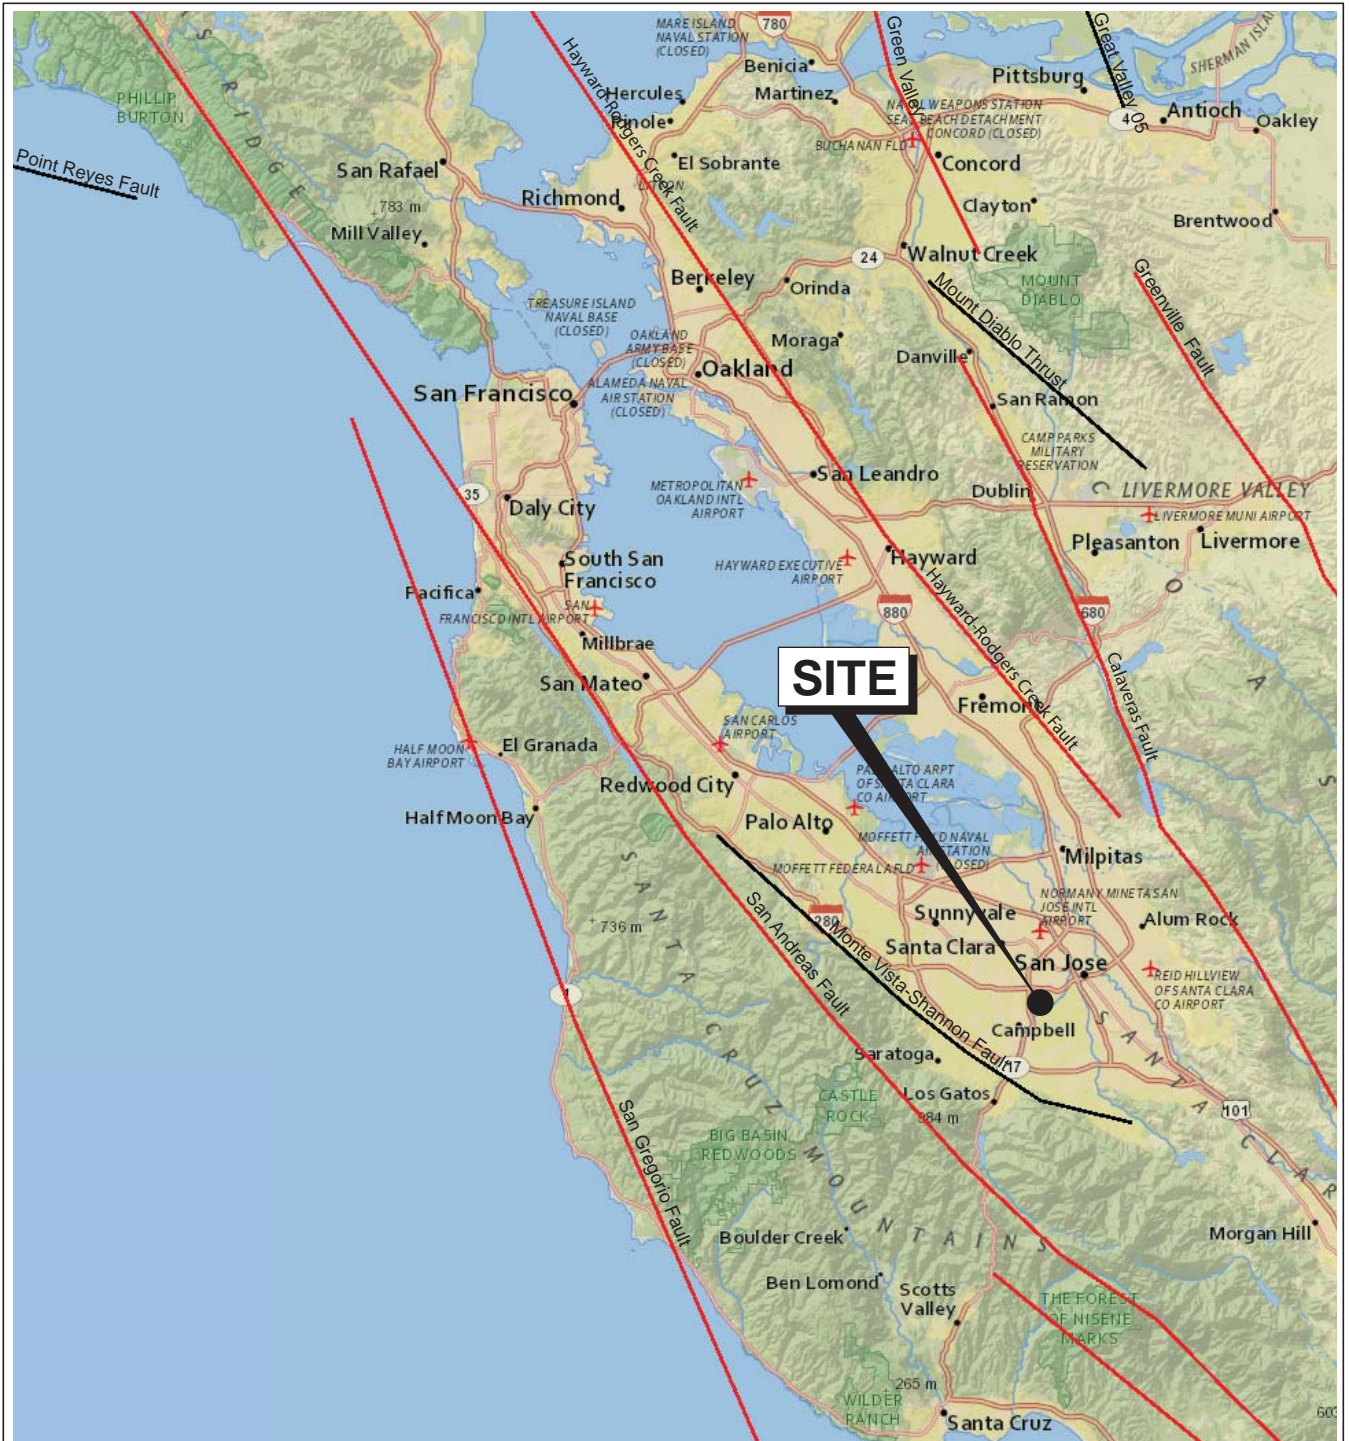 MARE ISLAND
NAVAL STATION
(CLOSED)
780
Green Valley
Great Valley 05
SHERMAN ISLA
Benicia
Pittsburg
Hercules
Martinez
PHILLIP
BURTON
RIDGE
Pinole
NAVAL WEAPONS STATION
SEAL BEACH DETACHMENT
CONCORD (CLOSED)
4
Antioch
Oakley
BUCHANAN FLD
Point Reyes Fault
San Rafael
El Sobrante
Concord
Hayward-Rodgers Creek Fault
Richmond
783 m
Clayton
Brentwood
Mill Valley
24
Walnut Creek
Berkeley
Orinda
MOUNT
DIABLO
Greenville Fault
TREASURE ISLAND
NAVAL BASE
(CLOSED)
Mount Diablo Thrust
OAKLAND
ARMY BASE
(CLOSED)
Moraga
Danville
Oakland
San Francisco
ALAMEDA NAVAL
AIR STATION
(CLOSED)
San Ramon
CAMP PARKS
MILITARY
RESERVATION
San Leandro
METROPOLITAN
OAKLAND INTL
AIRPORT
35
Daly City
Dublin
LIVERMORE VALLEY
LIVERMORE MUNI AIRPORT
Pleasanton
Livermore
South San
Francisco
HAYWARD EXECUTIVE
AIRPORT
Hayward
Hayward-Rodgers Creek Fault
Pacifica
SAN
FRANCISCO INTL AIRPORT
880
680
Millbrae
SITE
San Mateo
Calaveras Fault
Fremont
SAN CARLOS
AIRPORT
HALF MOON
BAY AIRPORT
El Granada
Redwood City
PALO ALTO ARPT
OF SANTA CLARA
CO AIRPORT
Half Moon Bay
Palo Alto
MOFFETT FIELD NAVAL
AIR STATION
(CLOSED)
MOFFETT FEDERAL AFLD
Milpitas
NORMAN Y MINETA SAN
JOSE INTL
AIRPORT
San Andreas Fault
280
Sunnyvale
Alum Rock
736 m
Monte Vista-Shannon Fault
Santa Clara
San Jose
REID HILLVIEW
OF SANTA CLARA
CO AIRPORT
1
Campbell
Saratoga
17
SANTA CLAR
CASTLE
ROCK
Los Gatos
984 m
101
San Gregorio Fault
BIG BASIN
REDWOODS
SANTA CRUZ MOUNTAINS
Boulder Creek
Morgan Hill
Ben Lomond
Scotts
Valley
THE FOREST
OF NISENE
MARKS
265 m
WILDER
RANCH
Santa Cruz
603